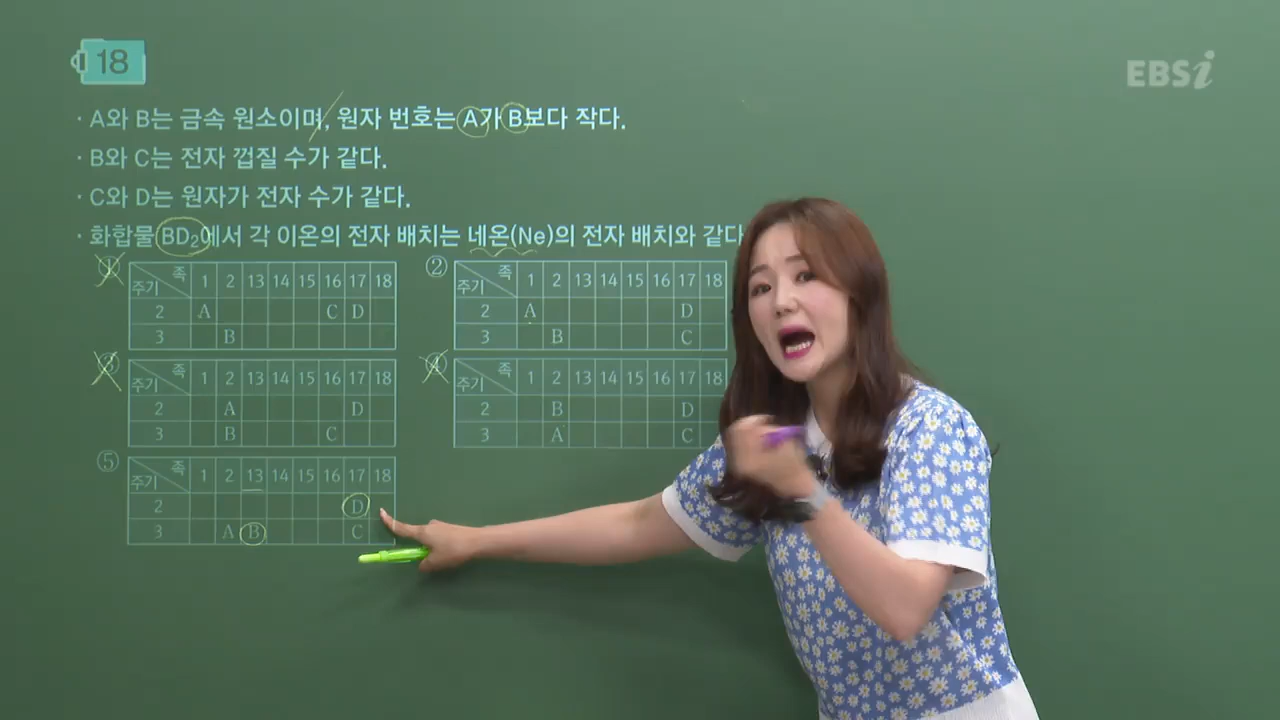 18
EBSi
· A와 B는 금속 원소이며, 원자 번호는 A가 B보다 작다.
· B와 C는 전자 껍질 수가 같다.
· C와 D는 원자가 전자 수가 같다.
· 화합물 BD₂에서 각 이온의 전자 배치는 네온(Ne)의 전자 배치와 같다
①
족 1 2 13 14 15 16 17 18
주기
2 A C D
3 B
②
족 1 2 13 14 15 16 17 18
주기
2 A D
3 B C
③
족 1 2 13 14 15 16 17 18
주기
2 A D
3 B C
④
족 1 2 13 14 15 16 17 18
주기
2 B D
3 A C
⑤
족 1 2 13 14 15 16 17 18
주기
2 D
3 A B C